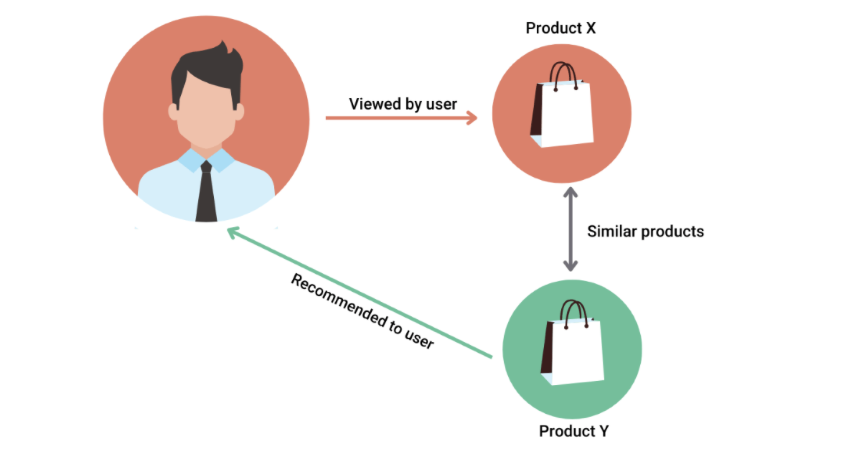 Product X
Viewed by user
Similar products
Recommended to user
Product Y